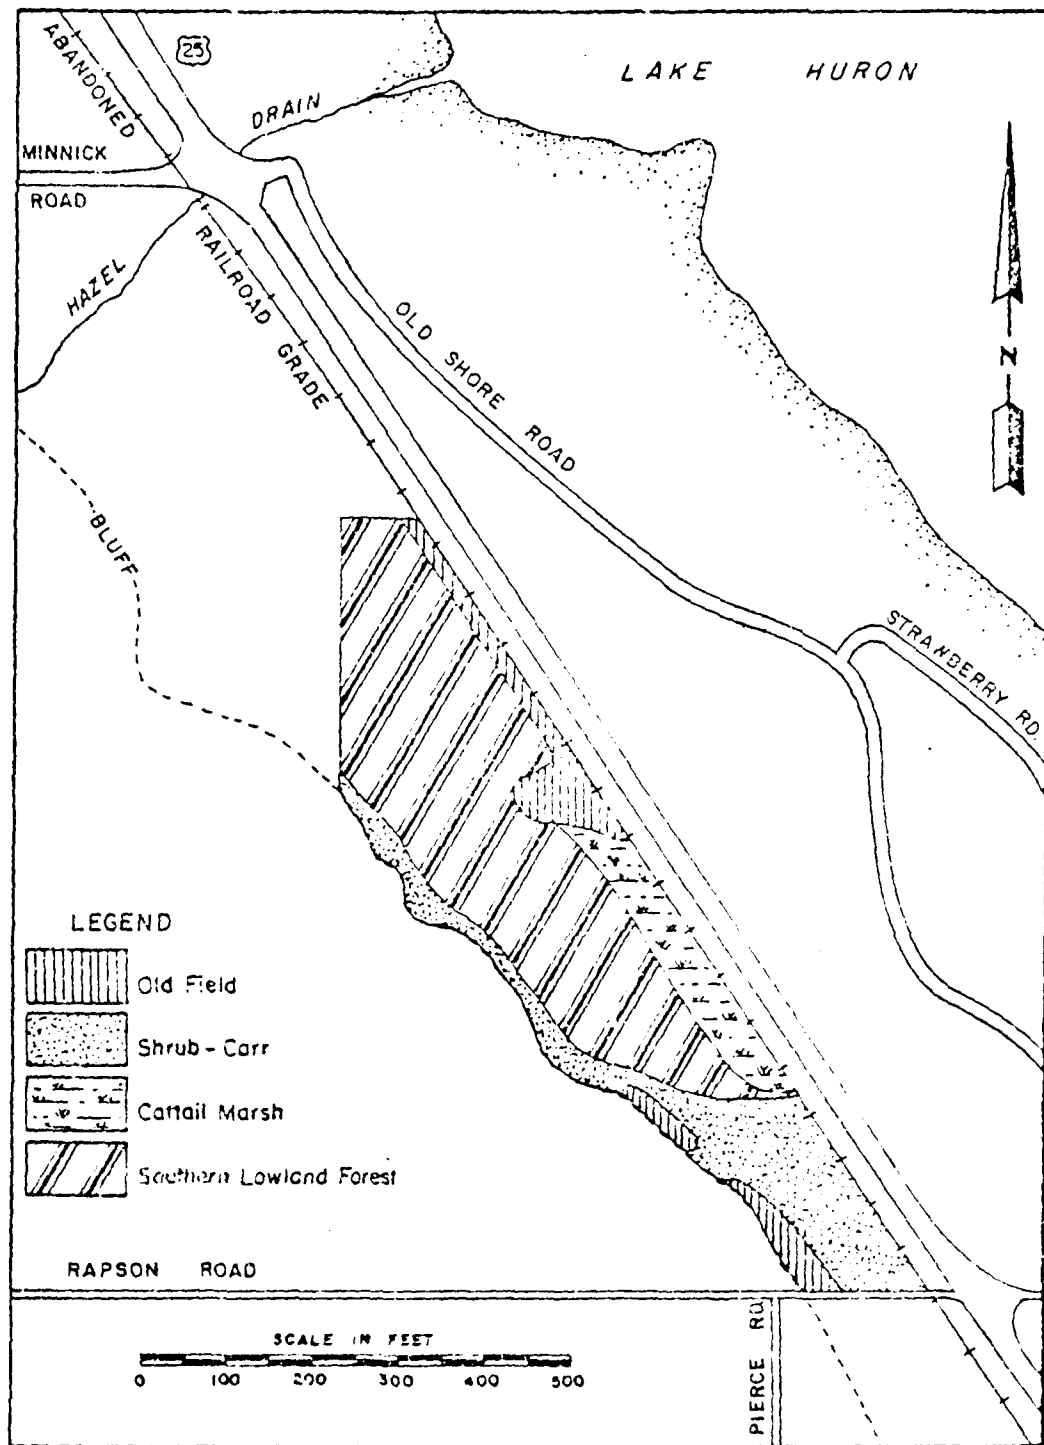 LAKE HURON
25
ABANDONED
DRAIN
MINNICK
ROAD
HAZEL
RAILROAD GRADE
OLD SHORE ROAD
N
BLUFF
STRAWBERRY RD.
LEGEND
Old Field
Shrub-Carr
Cattail Marsh
Southern Lowland Forest
RAPSON ROAD
SCALE IN FEET
0 100 200 300 400 500
PIERCE RD.